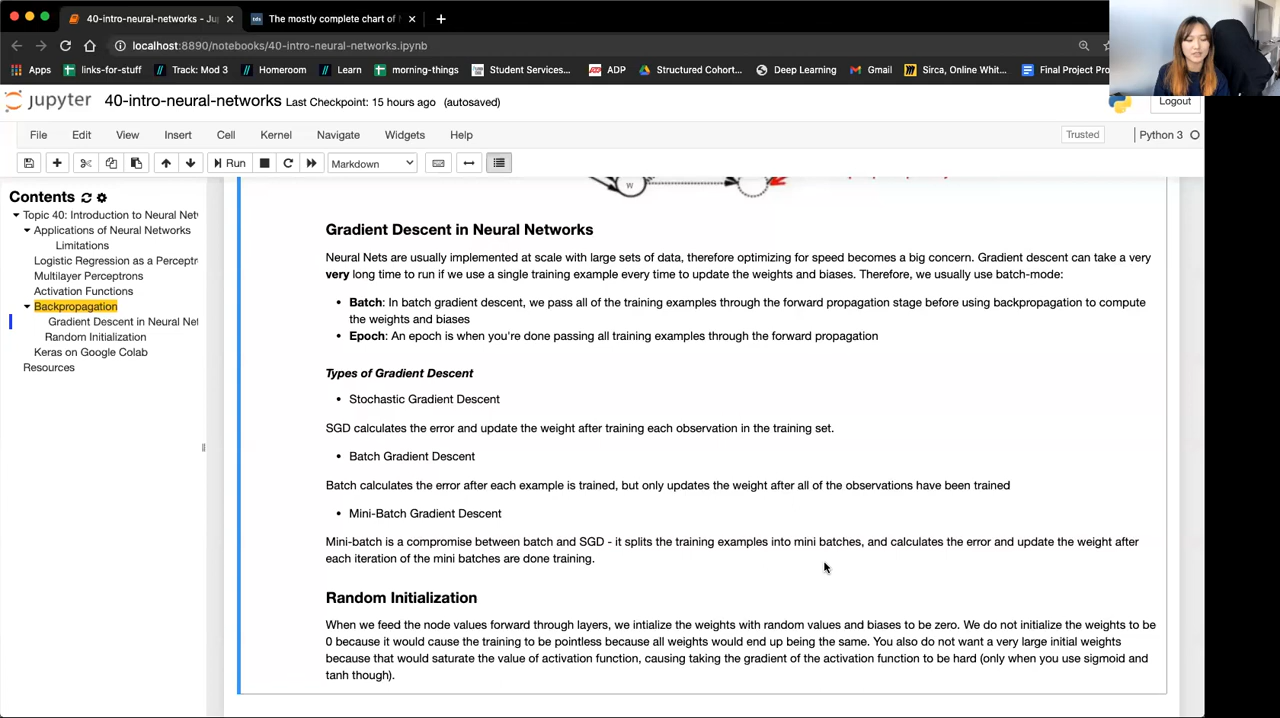 40-intro-neural-networks - Ju
The mostly complete chart of
localhost:8890/notebooks/40-intro-neural-networks.ipynb
Apps links-for-stuff Track: Mod 3 Homeroom Learn morning-things Student Services... ADP Structured Cohort... Deep Learning Gmail Sirca, Online Whit... Final Project Pro
jupyter 40-intro-neural-networks Last Checkpoint: 15 hours ago (autosaved) Logout
File Edit View Insert Cell Kernel Navigate Widgets Help Trusted Python 3
Run Markdown
Contents
Topic 40: Introduction to Neural Net
Applications of Neural Networks
Limitations
Logistic Regression as a Perceptr
Multilayer Perceptrons
Activation Functions
Backpropagation
Gradient Descent in Neural Net
Random Initialization
Keras on Google Colab
Resources
w
Gradient Descent in Neural Networks
Neural Nets are usually implemented at scale with large sets of data, therefore optimizing for speed becomes a big concern. Gradient descent can take a very
very long time to run if we use a single training example every time to update the weights and biases. Therefore, we usually use batch-mode:
Batch: In batch gradient descent, we pass all of the training examples through the forward propagation stage before using backpropagation to compute
the weights and biases
Epoch: An epoch is when you're done passing all training examples through the forward propagation
Types of Gradient Descent
Stochastic Gradient Descent
SGD calculates the error and update the weight after training each observation in the training set.
Batch Gradient Descent
Batch calculates the error after each example is trained, but only updates the weight after all of the observations have been trained
Mini-Batch Gradient Descent
Mini-batch is a compromise between batch and SGD - it splits the training examples into mini batches, and calculates the error and update the weight after
each iteration of the mini batches are done training.
Random Initialization
When we feed the node values forward through layers, we intialize the weights with random values and biases to be zero. We do not initialize the weights to be
0 because it would cause the training to be pointless because all weights would end up being the same. You also do not want a very large initial weights
because that would saturate the value of activation function, causing taking the gradient of the activation function to be hard (only when you use sigmoid and
tanh though).